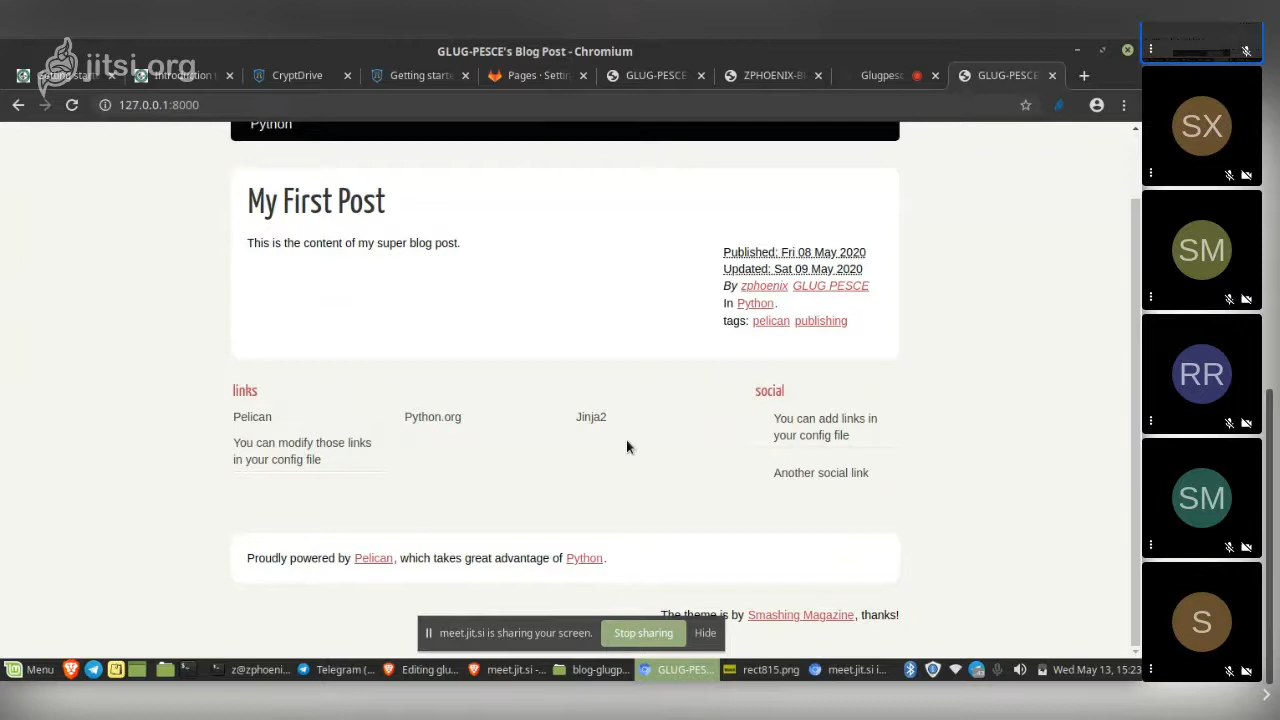 jitsi.org
GLUG-PESCE's Blog Post - Chromium
Introduction
CryptDrive
Getting starte
Pages · Settin
GLUG-PESCE
ZPHOENIX-B
Glugpes
GLUG-PESCE
127.0.0.1:8000
Python
My First Post
This is the content of my super blog post.
Published: Fri 08 May 2020
Updated: Sat 09 May 2020
By zphoenix GLUG PESCE
In Python.
tags: pelican publishing
links
social
Pelican
Python.org
Jinja2
You can modify those links
in your config file
You can add links in
your config file
Another social link
Proudly powered by Pelican, which takes great advantage of Python.
The theme is by Smashing Magazine, thanks!
meet.jit.si is sharing your screen.
Stop sharing
Hide
Menu
z@zphoeni...
Telegram (...
Editing glu...
meet.jit.si -...
blog-glugp...
GLUG-PES...
rect815.png
meet.jit.si i...
Wed May 13, 15:23
SX
SM
RR
SM
S